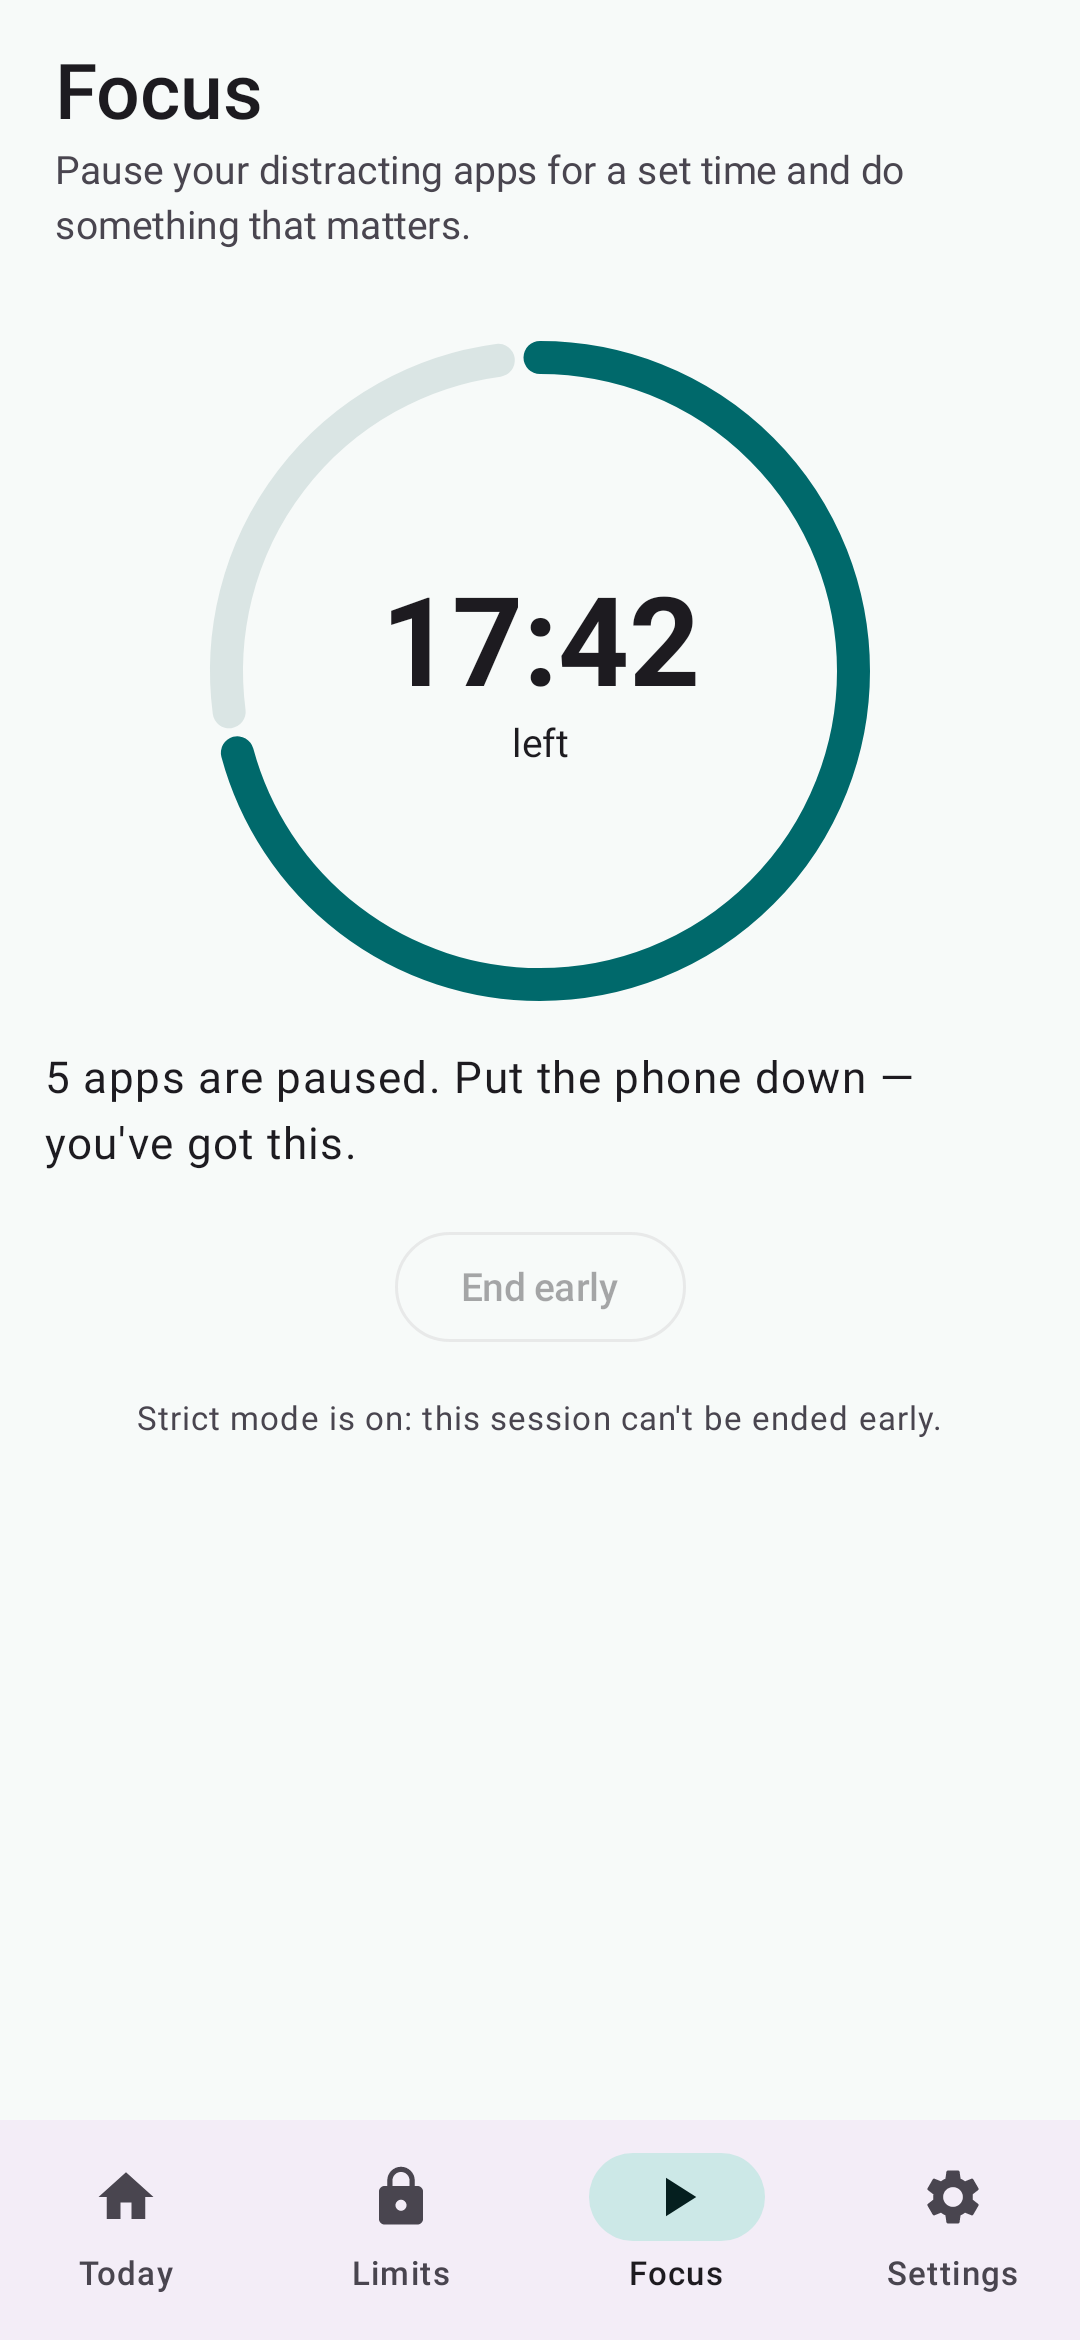 Focus
Pause your distracting apps for a set time and do
something that matters.
17:42
left
5 apps are paused. Put the phone down —
you've got this.
End early
Strict mode is on: this session can't be ended early.
Today
Limits
Focus
Settings